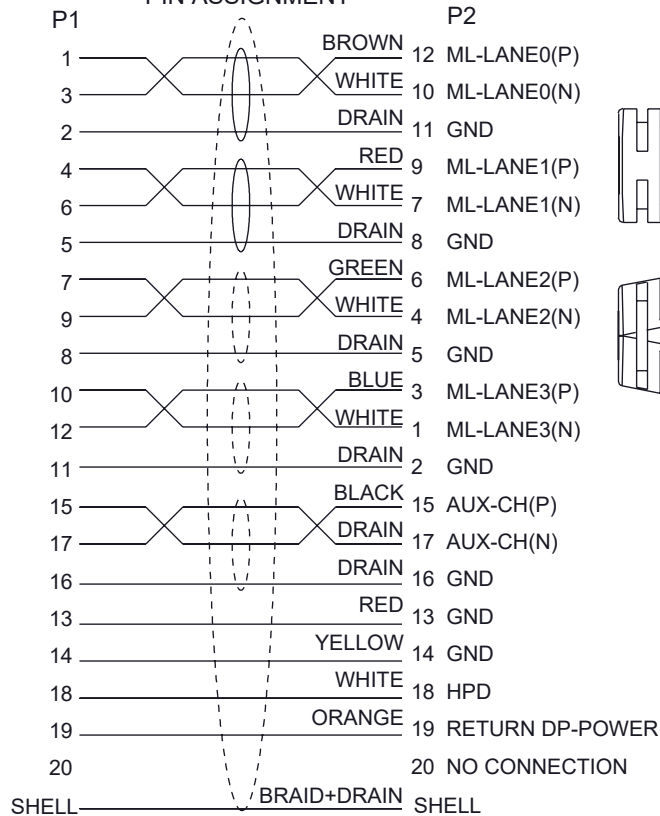 PIN ASSIGNMENT
P1 P2
1 BROWN 12 ML-LANE0(P)
3 WHITE 10 ML-LANE0(N)
2 DRAIN 11 GND
4 RED 9 ML-LANE1(P)
6 WHITE 7 ML-LANE1(N)
5 DRAIN 8 GND
7 GREEN 6 ML-LANE2(P)
9 WHITE 4 ML-LANE2(N)
8 DRAIN 5 GND
10 BLUE 3 ML-LANE3(P)
12 WHITE 1 ML-LANE3(N)
11 DRAIN 2 GND
15 BLACK 15 AUX-CH(P)
17 DRAIN 17 AUX-CH(N)
16 DRAIN 16 GND
13 RED 13 GND
14 YELLOW 14 GND
18 WHITE 18 HPD
19 ORANGE 19 RETURN DP-POWER
20 20 NO CONNECTION
SHELL BRAID+DRAIN SHELL